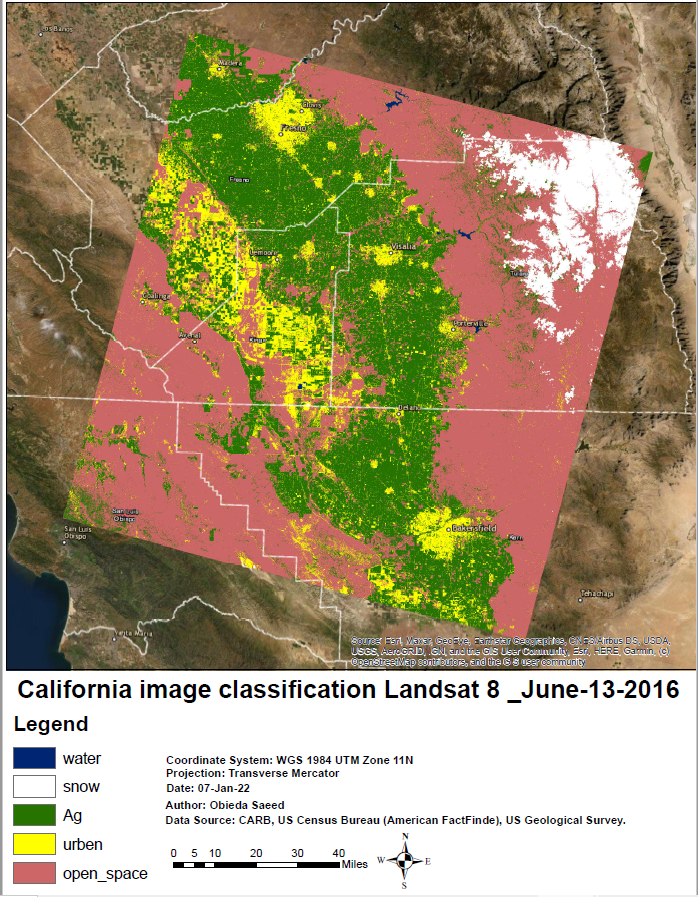 Los Banos
Madera
Clovis
Fresno
Fresno
Lemoore
Visalia
Tulare
Coalinga
Avenal
Kings
Porterville
Delano
San Luis
Obispo
San Luis
Obispo
Bakersfield
Kern
Tehachapi
Santa Maria
Source: Esri, Maxar, GeoEye, Earthstar Geographics, CNES/Airbus DS, USDA,
USGS, AeroGRID, IGN, and the GIS User Community, Esri, HERE, Garmin, (c)
OpenStreetMap contributors, and the GIS user community
California image classification Landsat 8 _June-13-2016
Legend
water
snow
Ag
urben
open_space
Coordinate System: WGS 1984 UTM Zone 11N
Projection: Transverse Mercator
Date: 07-Jan-22
Author: Obieda Saeed
Data Source: CARB, US Census Bureau (American FactFinde), US Geological Survey.
0 5 10 20 30 40
Miles
N
W E
S